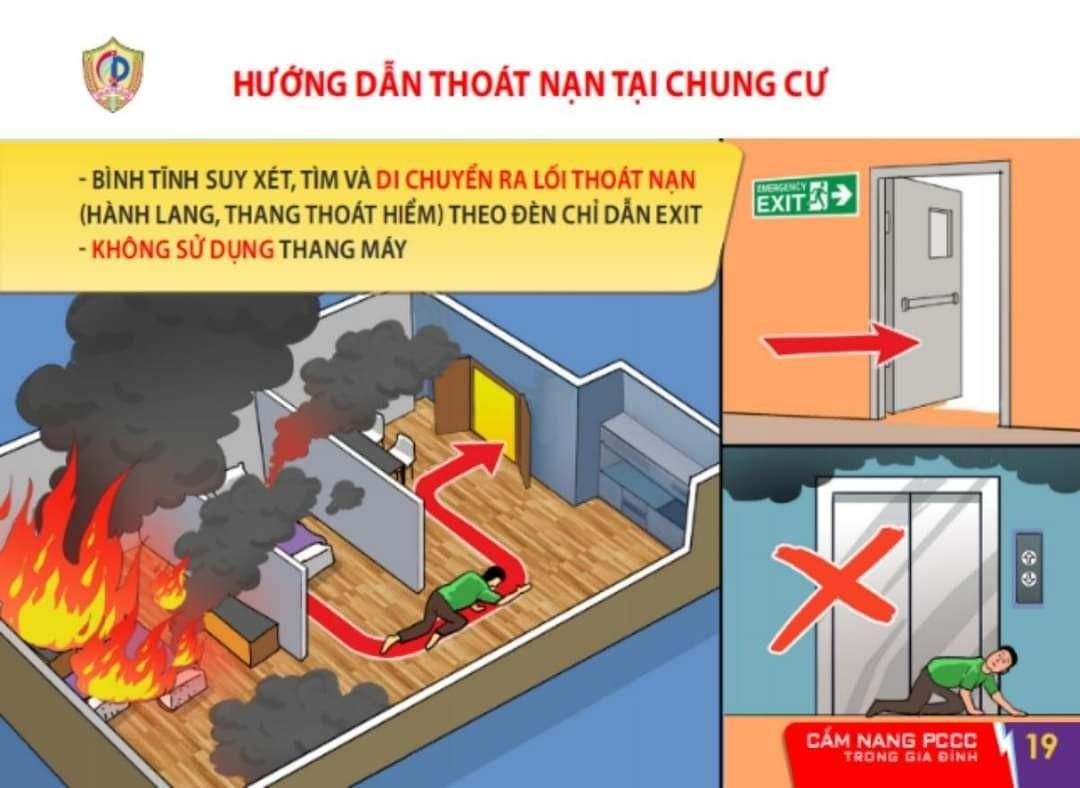 HƯỚNG DẪN THOÁT NẠN TẠI CHUNG CƯ
- BÌNH TĨNH SUY XÉT, TÌM VÀ DI CHUYỂN RA LỐI THOÁT NẠN
(HÀNH LANG, THANG THOÁT HIỂM) THEO ĐÈN CHỈ DẪN EXIT
- KHÔNG SỬ DỤNG THANG MÁY
EMERGENCY
EXIT
CẨM NANG PCCC
TRONG GIA ĐÌNH
19